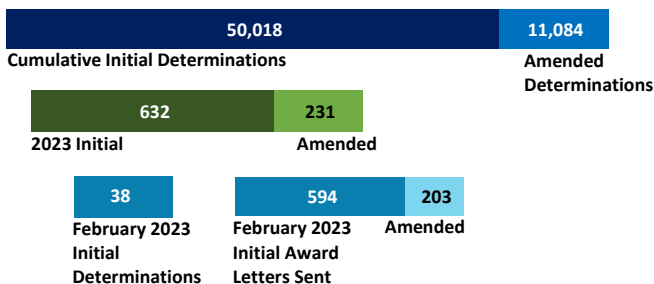 50,018 11,084
Cumulative Initial Determinations Amended
Determinations
632 231
2023 Initial Amended
38 594 203
February 2023 February 2023 Amended
Initial Initial Award
Determinations Letters Sent